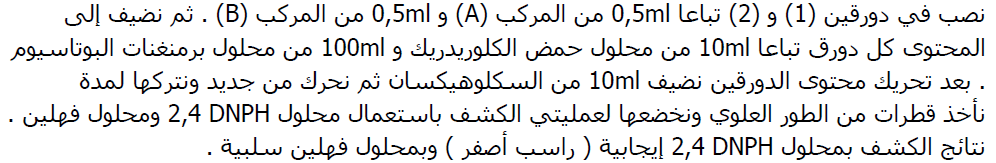 نصب في دورقين (1) و (2) تباعا 0,5ml من المركب (A) و 0,5ml من المركب (B) . ثم نضيف إلى
المحتوى كل دورق تباعا 10ml من محلول حمض الكلوريدريك و 100ml من محلول برمنغنات البوتاسيوم
. بعد تحريك محتوى الدورقين نضيف 10ml من السكلوهيكسان ثم نحرك من جديد ونتركها لمدة
نأخذ قطرات من الطور العلوي ونخضعها لعمليتي الكشف باستعمال محلول 2,4 DNPH ومحلول فهلين .
نتائج الكشف بمحلول 2,4 DNPH إيجابية ( راسب أصفر ) وبمحلول فهلين سلبية .